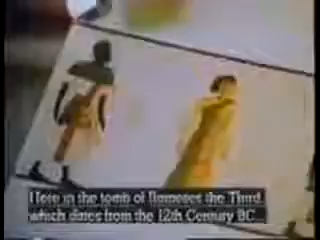 Here in the tomb of Rameses the Third,
which dates from the 12th Century BC...